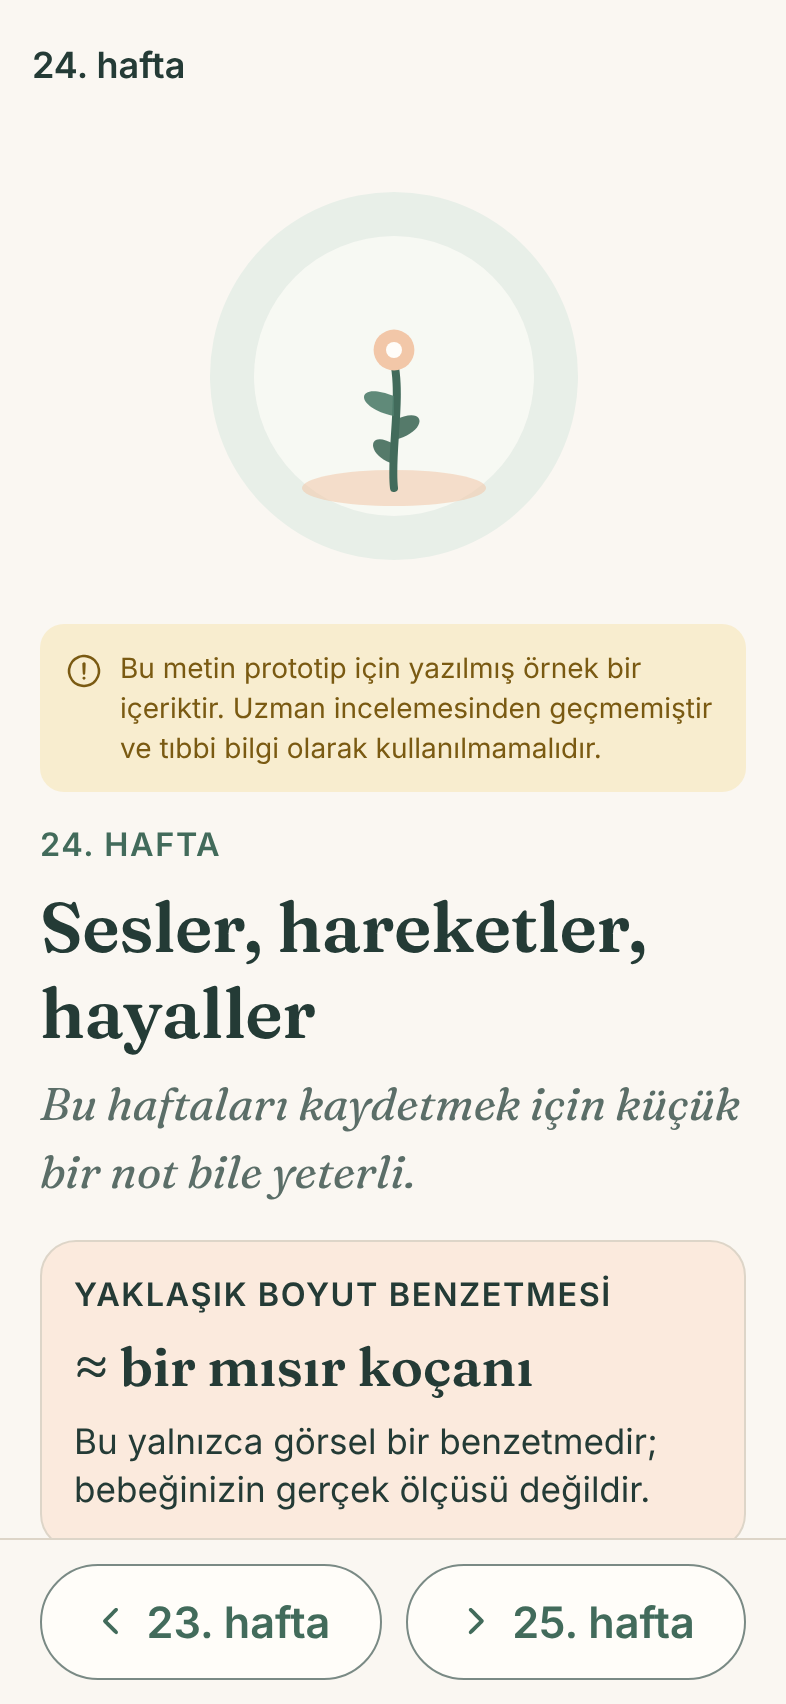 24. hafta
Bu metin prototip için yazılmış örnek bir
içeriktir. Uzman incelemesinden geçmemiştir
ve tıbbi bilgi olarak kullanılmamalıdır.
24. HAFTA
Sesler, hareketler,
hayaller
Bu haftaları kaydetmek için küçük
bir not bile yeterli.
YAKLAŞIK BOYUT BENZETMESİ
≈ bir mısır koçanı
Bu yalnızca görsel bir benzetmedir;
bebeğinizin gerçek ölçüsü değildir.
23. hafta
25. hafta